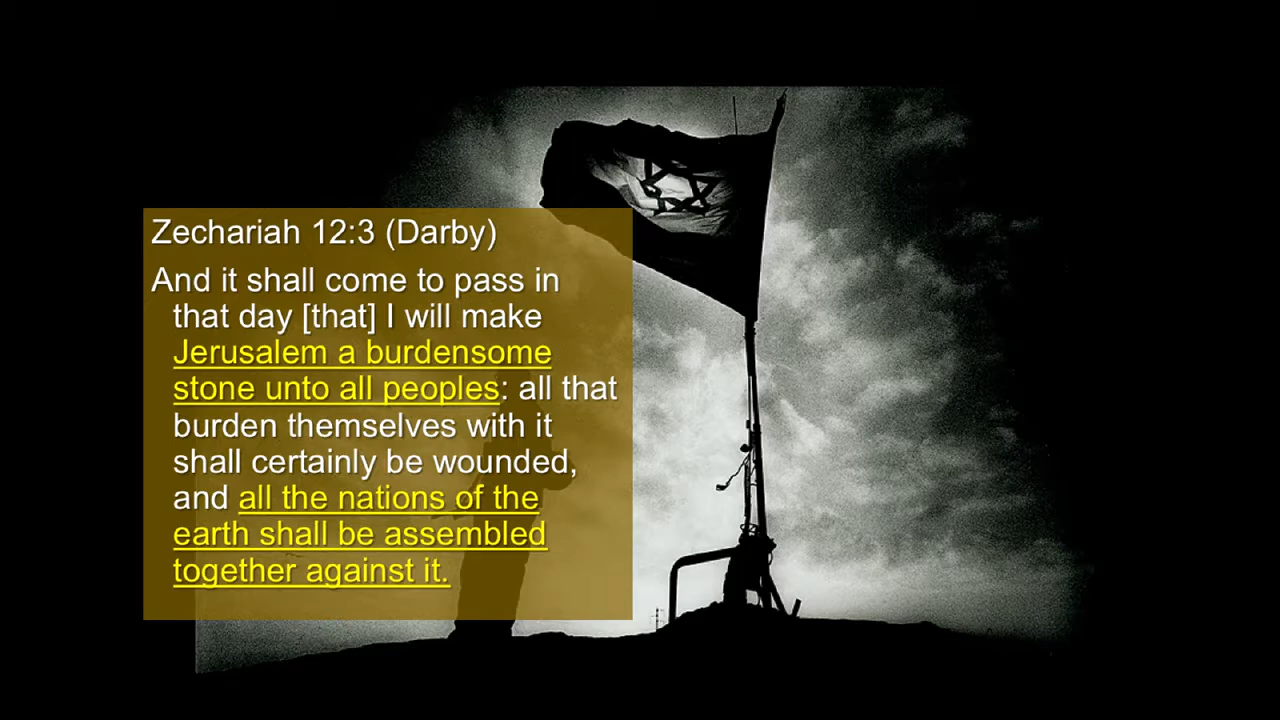 Zechariah 12:3 (Darby)
And it shall come to pass in
that day [that] I will make
Jerusalem a burdensome
stone unto all peoples: all that
burden themselves with it
shall certainly be wounded,
and all the nations of the
earth shall be assembled
together against it.